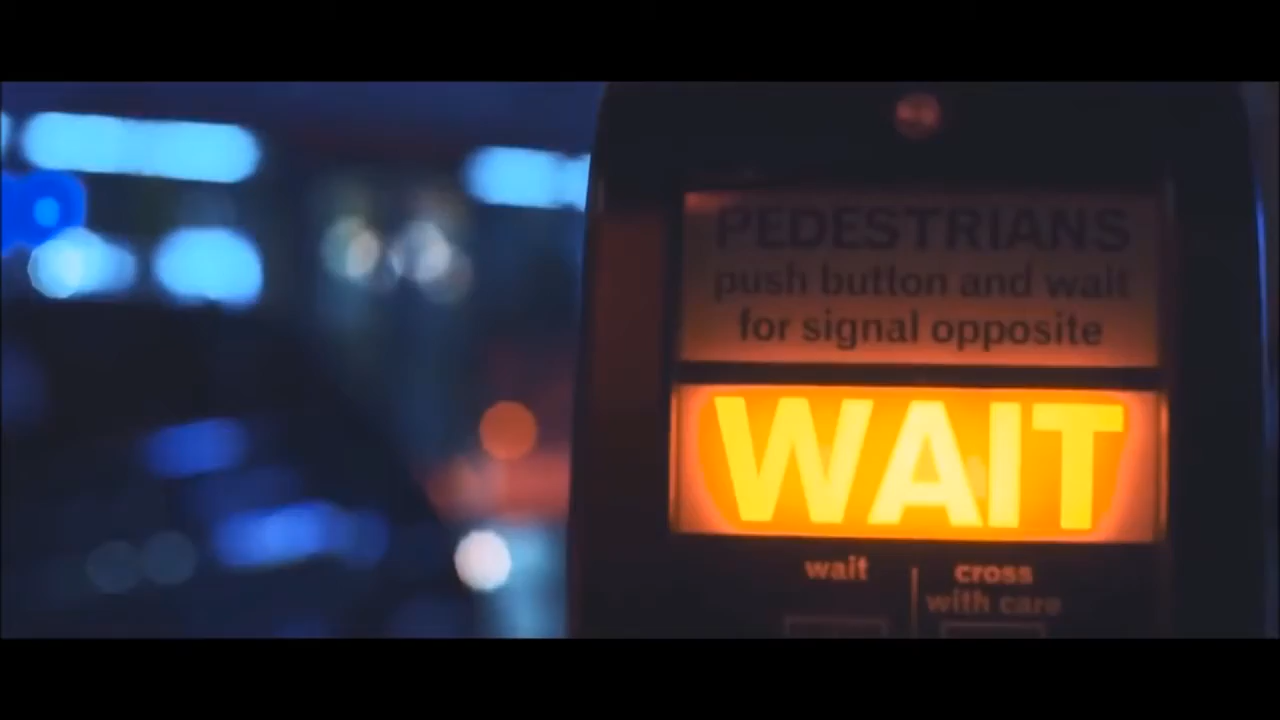 PEDESTRIANS
push button and wait
for signal opposite
WAIT
wait
cross
with care